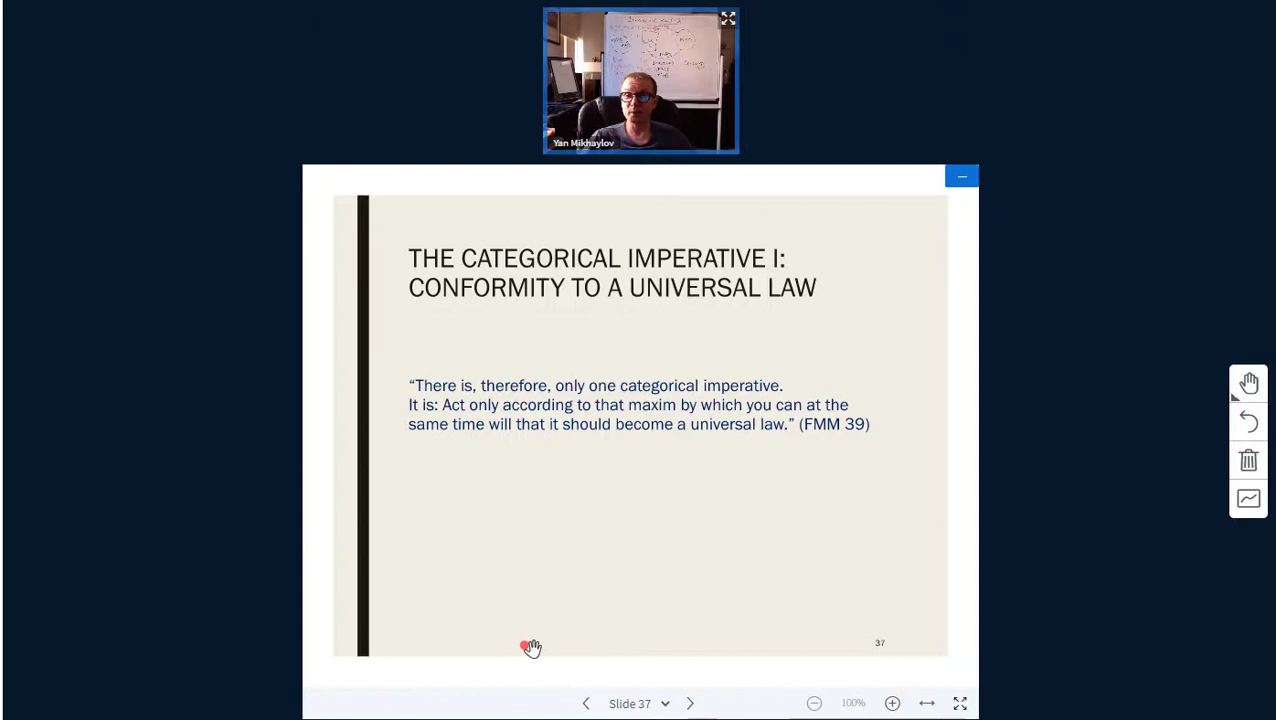 Yan Mikhaylov
THE CATEGORICAL IMPERATIVE I:
CONFORMITY TO A UNIVERSAL LAW
“There is, therefore, only one categorical imperative.
It is: Act only according to that maxim by which you can at the
same time will that it should become a universal law.” (FMM 39)
37
Slide 37
100%